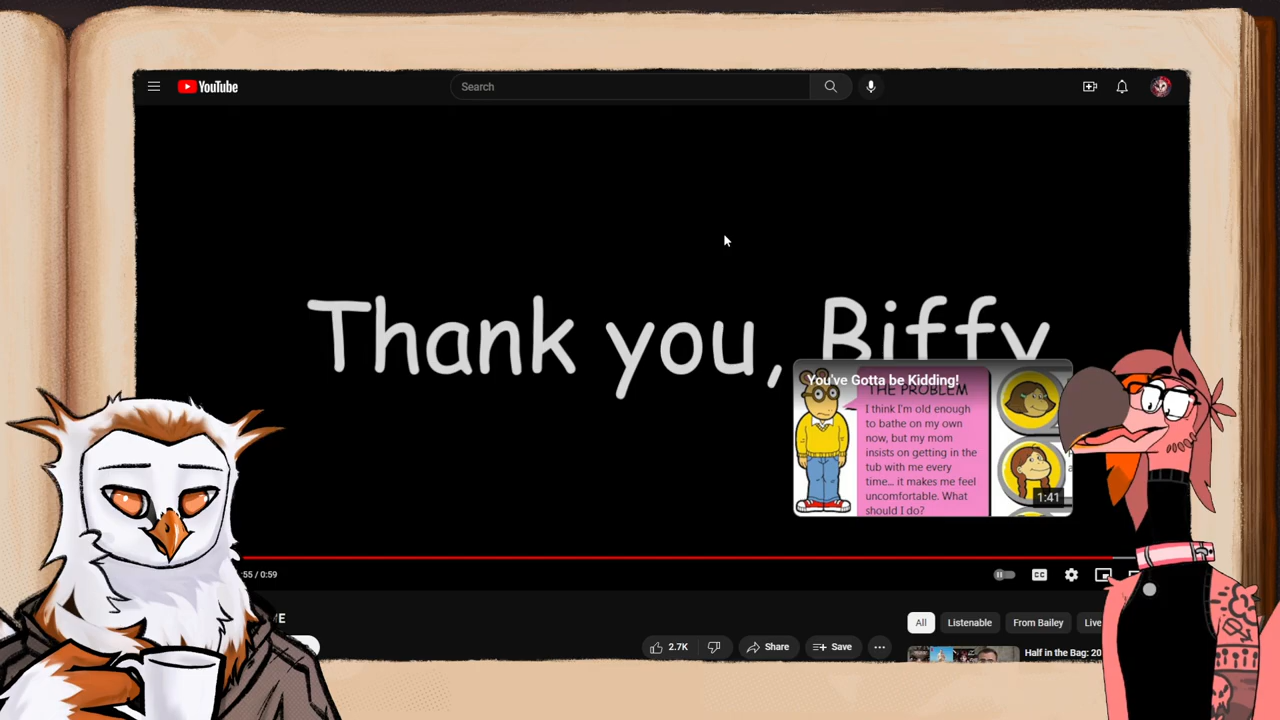 YouTube
Search
Thank you, Biffy
You've Gotta be Kidding!
THE PROBLEM
I think I'm old enough
to bathe on my own
now, but my mom
insists on getting in the
tub with me every
time... it makes me feel
uncomfortable. What
should I do?
1:41
:55 / 0:59
CC
E
2.7K
Share
Save
All
Listenable
From Bailey
Live
Half in the Bag: 20